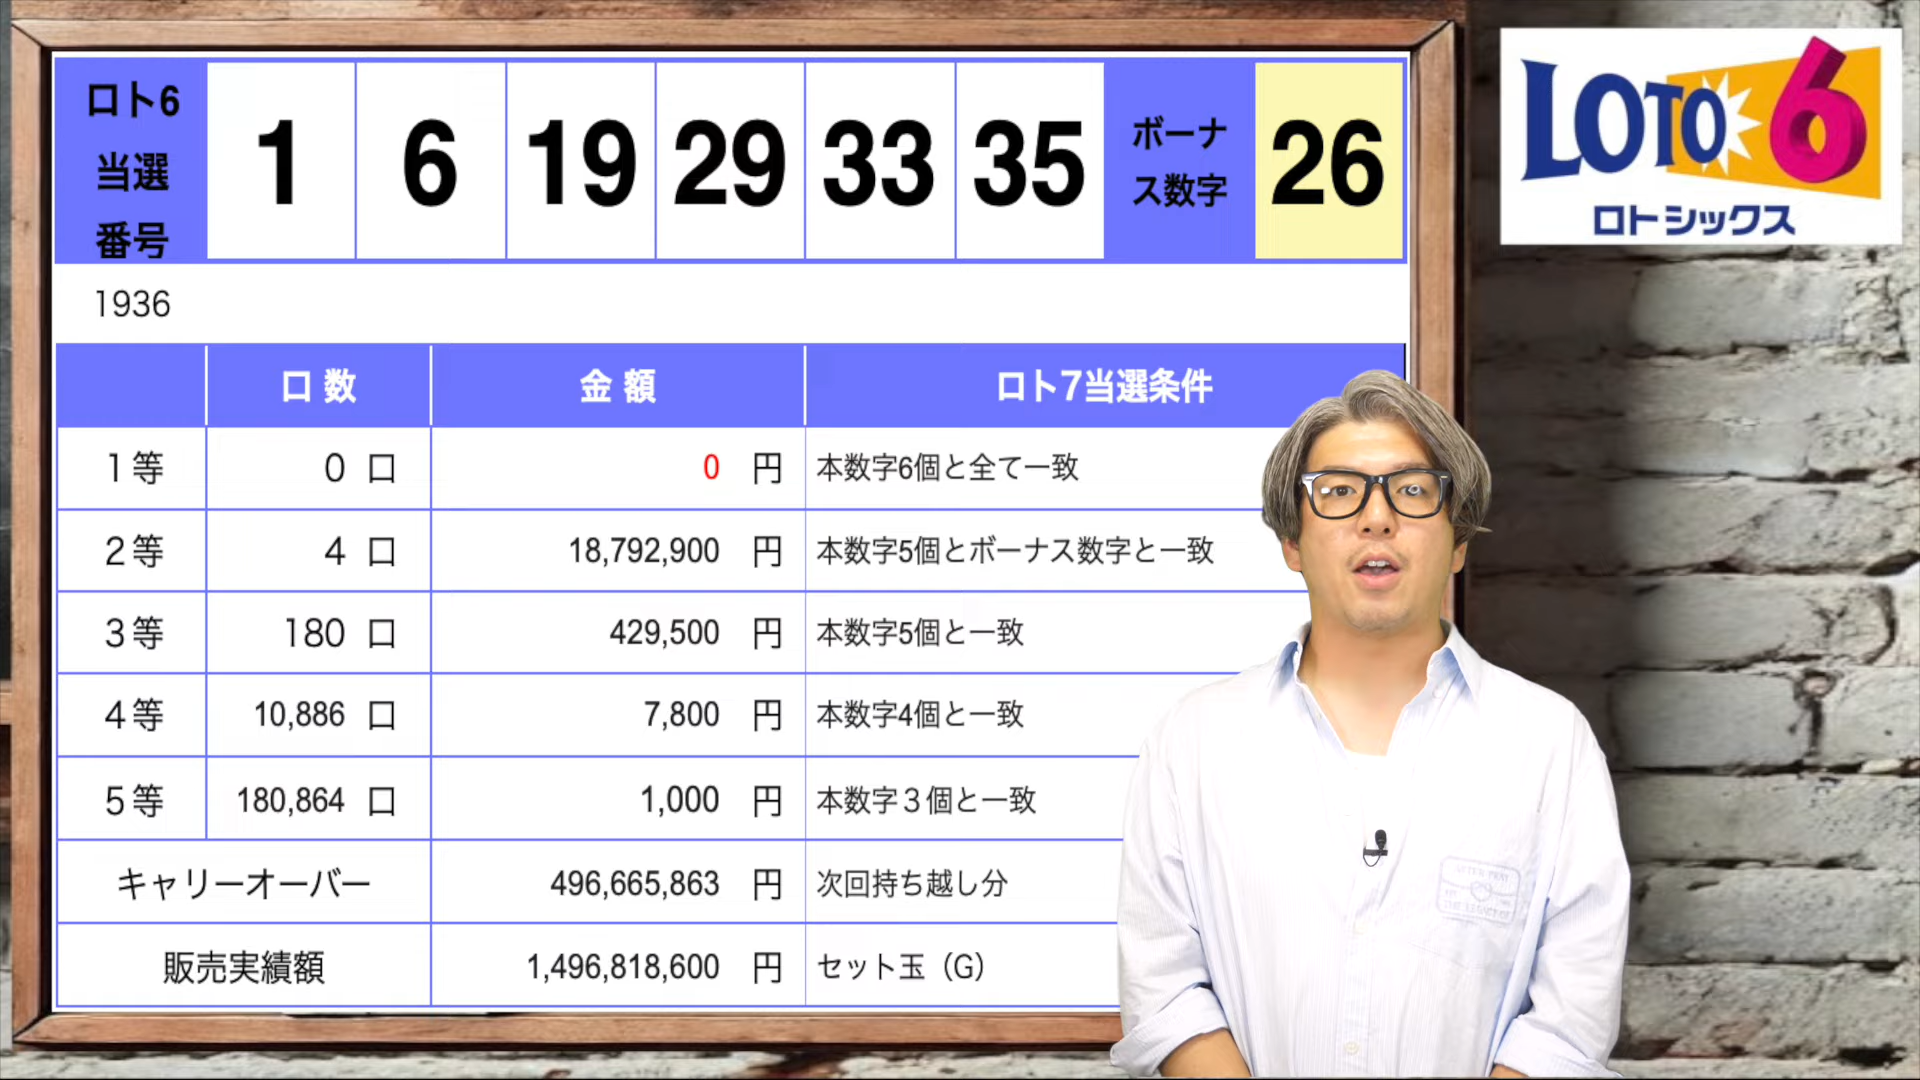 ロト6
当選
番号
1 6 19 29 33 35
ボーナ
ス数字
26
LOTO 6
ロトシックス
1936
口 数 金 額 ロト7当選条件
1等 0 口 0 円 本数字6個と全て一致
2等 4 口 18,792,900 円 本数字5個とボーナス数字と一致
3等 180 口 429,500 円 本数字5個と一致
4等 10,886 口 7,800 円 本数字4個と一致
5等 180,864 口 1,000 円 本数字3個と一致
キャリーオーバー 496,665,863 円 次回持ち越し分
販売実績額 1,496,818,600 円 セット玉（G）